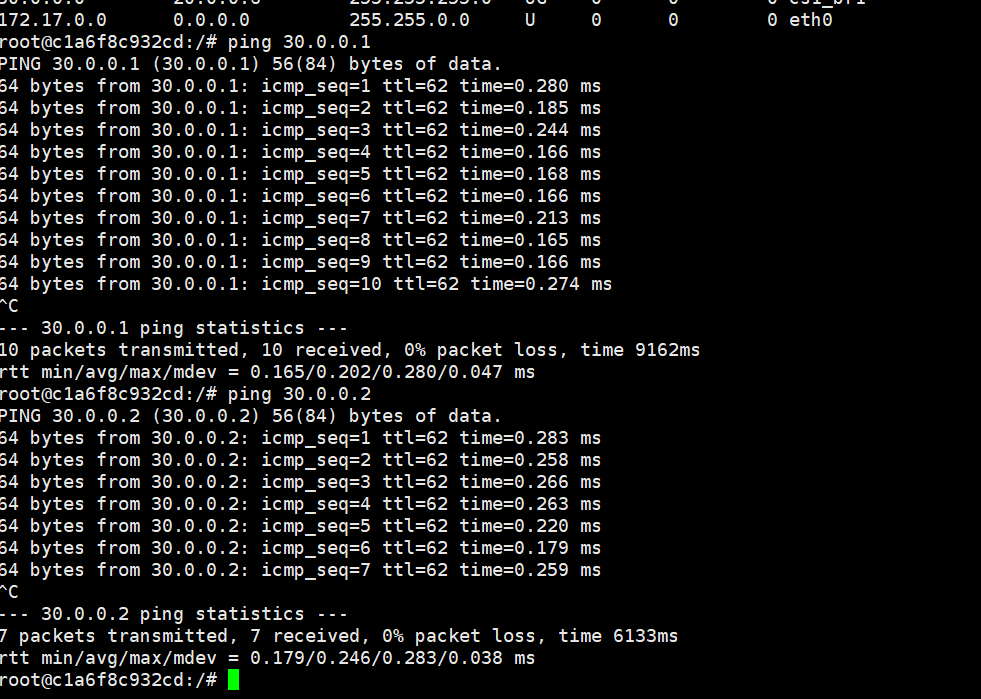 255.255.255.0 UG 0 0 0
172.17.0.0 0.0.0.0 255.255.0.0 U 0 0 0 eth0
root@c1a6f8c932cd:/# ping 30.0.0.1
PING 30.0.0.1 (30.0.0.1) 56(84) bytes of data.
64 bytes from 30.0.0.1: icmp_seq=1 ttl=62 time=0.280 ms
64 bytes from 30.0.0.1: icmp_seq=2 ttl=62 time=0.185 ms
64 bytes from 30.0.0.1: icmp_seq=3 ttl=62 time=0.244 ms
64 bytes from 30.0.0.1: icmp_seq=4 ttl=62 time=0.166 ms
64 bytes from 30.0.0.1: icmp_seq=5 ttl=62 time=0.168 ms
64 bytes from 30.0.0.1: icmp_seq=6 ttl=62 time=0.166 ms
64 bytes from 30.0.0.1: icmp_seq=7 ttl=62 time=0.213 ms
64 bytes from 30.0.0.1: icmp_seq=8 ttl=62 time=0.165 ms
64 bytes from 30.0.0.1: icmp_seq=9 ttl=62 time=0.166 ms
64 bytes from 30.0.0.1: icmp_seq=10 ttl=62 time=0.274 ms
^C
--- 30.0.0.1 ping statistics ---
10 packets transmitted, 10 received, 0% packet loss, time 9162ms
rtt min/avg/max/mdev = 0.165/0.202/0.280/0.047 ms
root@c1a6f8c932cd:/# ping 30.0.0.2
PING 30.0.0.2 (30.0.0.2) 56(84) bytes of data.
64 bytes from 30.0.0.2: icmp_seq=1 ttl=62 time=0.283 ms
64 bytes from 30.0.0.2: icmp_seq=2 ttl=62 time=0.258 ms
64 bytes from 30.0.0.2: icmp_seq=3 ttl=62 time=0.266 ms
64 bytes from 30.0.0.2: icmp_seq=4 ttl=62 time=0.263 ms
64 bytes from 30.0.0.2: icmp_seq=5 ttl=62 time=0.220 ms
64 bytes from 30.0.0.2: icmp_seq=6 ttl=62 time=0.179 ms
64 bytes from 30.0.0.2: icmp_seq=7 ttl=62 time=0.259 ms
^C
--- 30.0.0.2 ping statistics ---
7 packets transmitted, 7 received, 0% packet loss, time 6133ms
rtt min/avg/max/mdev = 0.179/0.246/0.283/0.038 ms
root@c1a6f8c932cd:/#